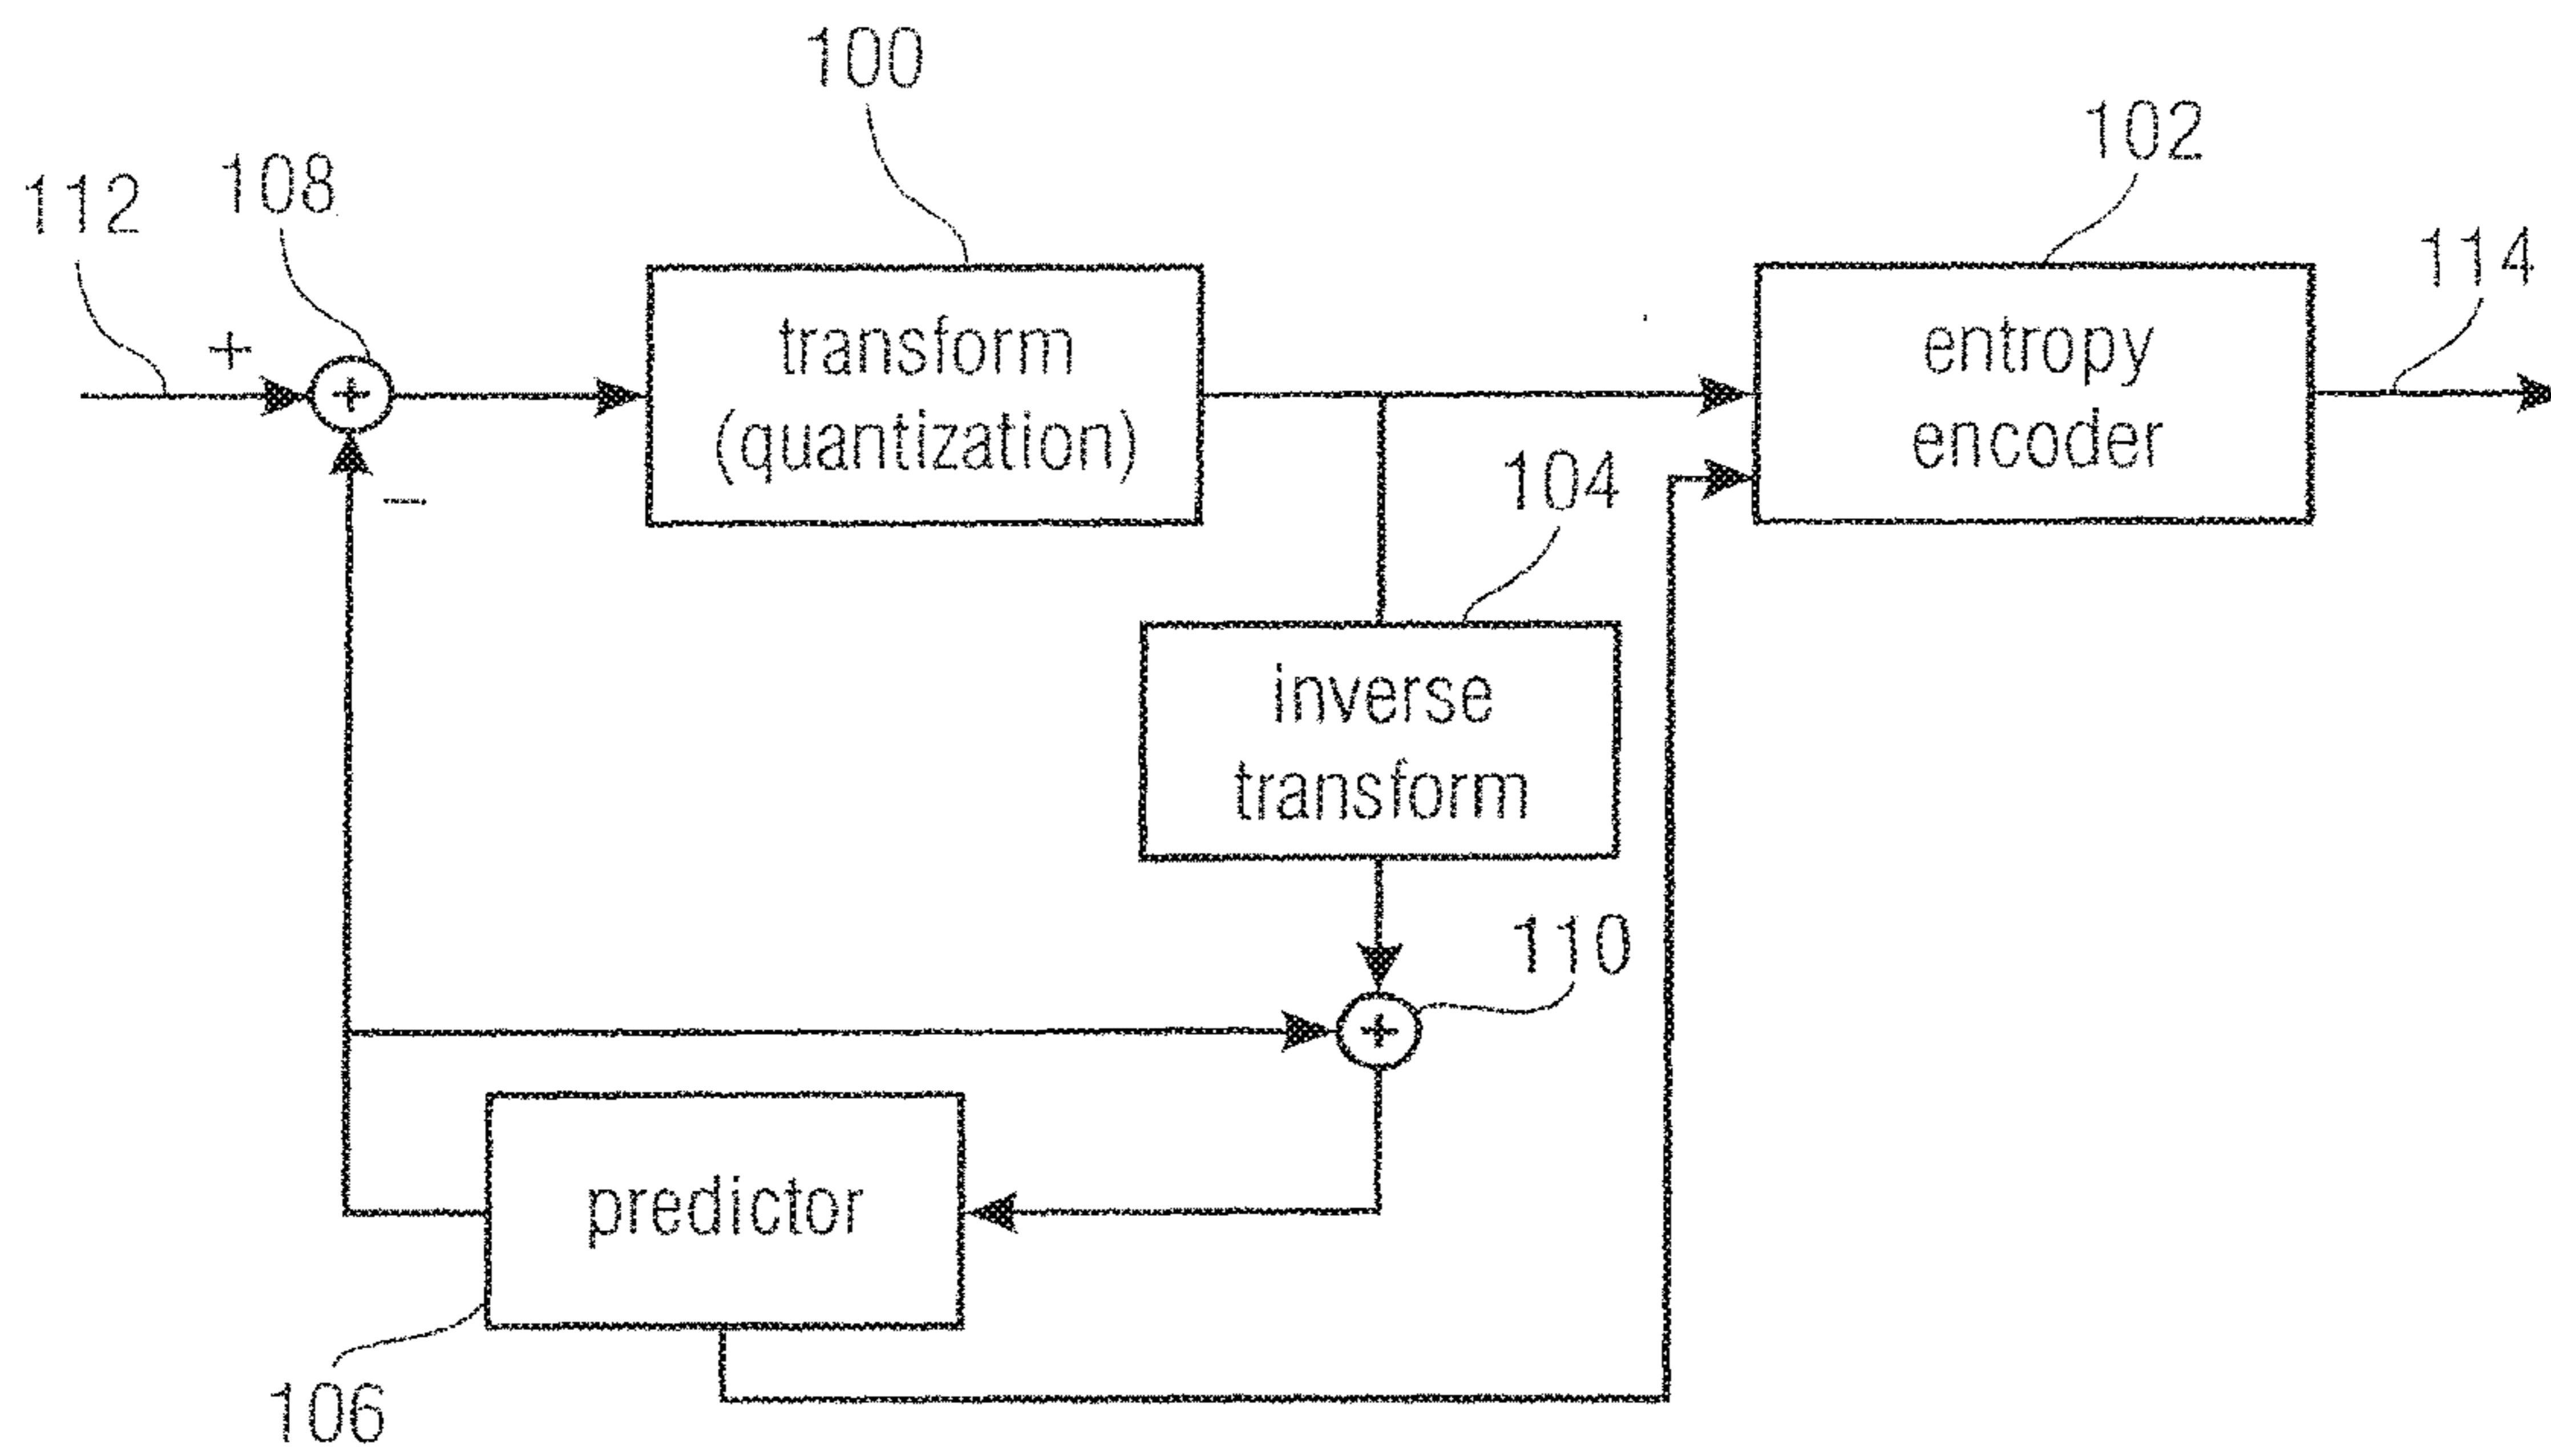 100
102
108
112
114
+
+
transform
(quantization)
entropy
encoder
104
–
inverse
transform
110
+
predictor
106